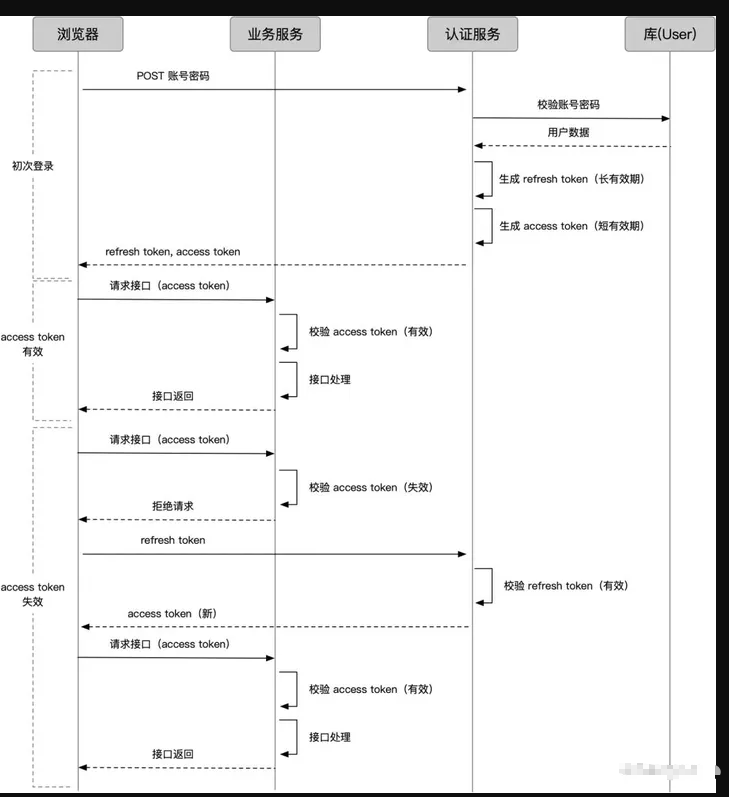 浏览器
业务服务
认证服务
库(User)
POST 账号密码
校验账号密码
用户数据
初次登录
生成 refresh token（长有效期）
生成 access token（短有效期）
refresh token, access token
请求接口（access token）
校验 access token（有效）
access token
有效
接口处理
接口返回
请求接口（access token）
校验 access token（失效）
拒绝请求
refresh token
access token
失效
校验 refresh token（有效）
access token（新）
请求接口（access token）
校验 access token（有效）
接口处理
接口返回